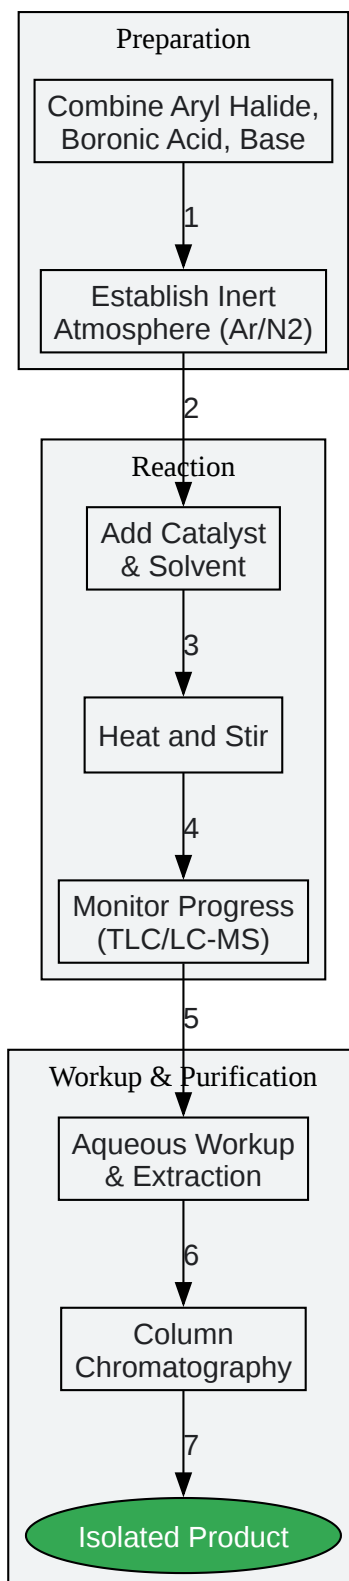 Preparation
Combine Aryl Halide,
Boronic Acid, Base
1
Establish Inert
Atmosphere (Ar/N2)
2
Reaction
Add Catalyst
& Solvent
3
Heat and Stir
4
Monitor Progress
(TLC/LC-MS)
5
Workup & Purification
Aqueous Workup
& Extraction
6
Column
Chromatography
7
Isolated Product